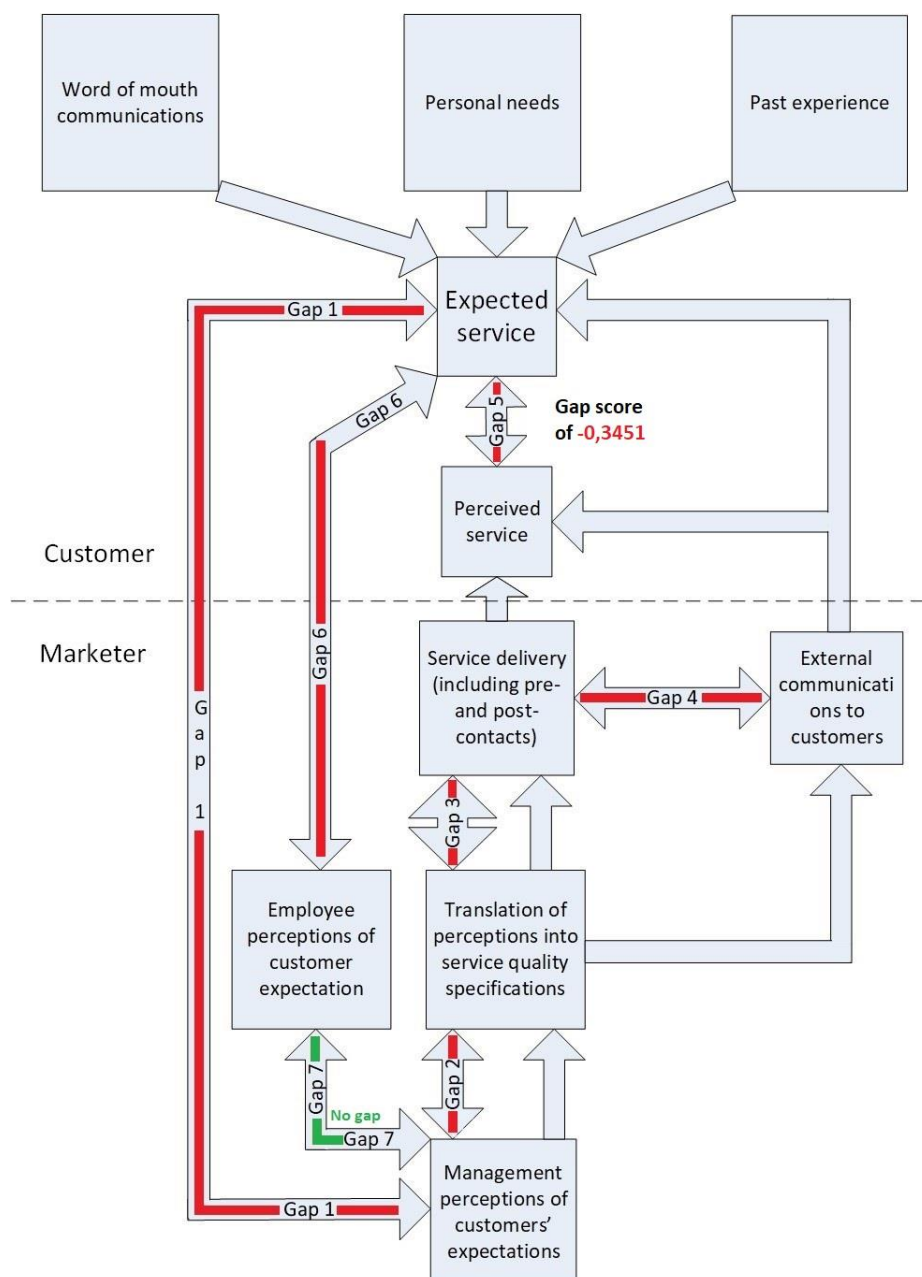 Word of mouth
communications
Personal needs
Past experience
Gap 1
Expected
service
Gap 6
Gap 5
Gap score
of -0,3451
Perceived
service
Customer
Marketer
Gap 6
Service delivery
(including pre-
and post-
contacts)
Gap 4
External
communicati
ons to
customers
Gap 1
Gap 3
Employee
perceptions of
customer
expectation
Translation of
perceptions into
service quality
specifications
Gap 7
No gap
Gap 7
Gap 2
Management
perceptions of
customers’
expectations
Gap 1